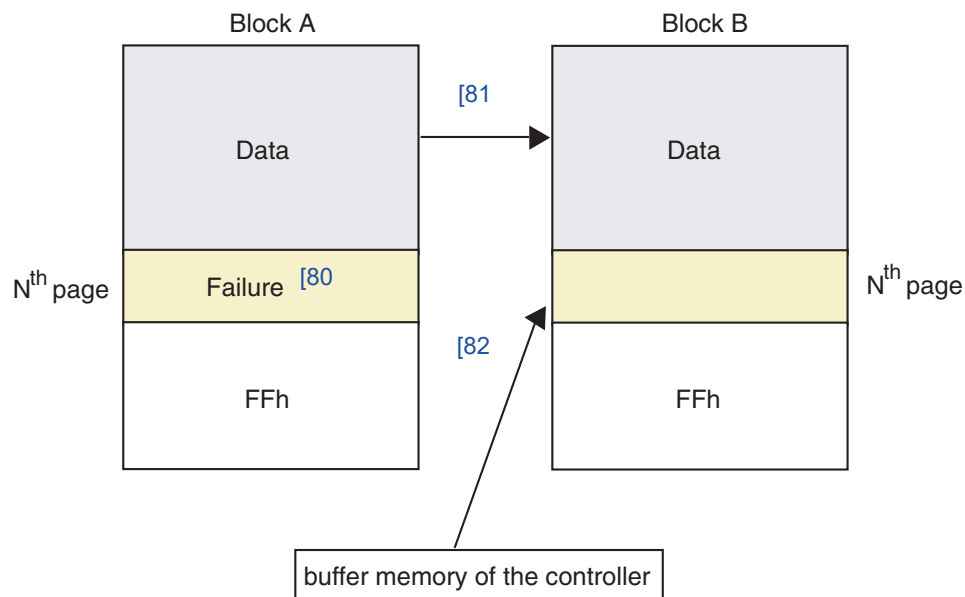 Block A
Block B
[81
Data
Data
Nth page
Failure [80
Nth page
[82
FFh
FFh
buffer memory of the controller